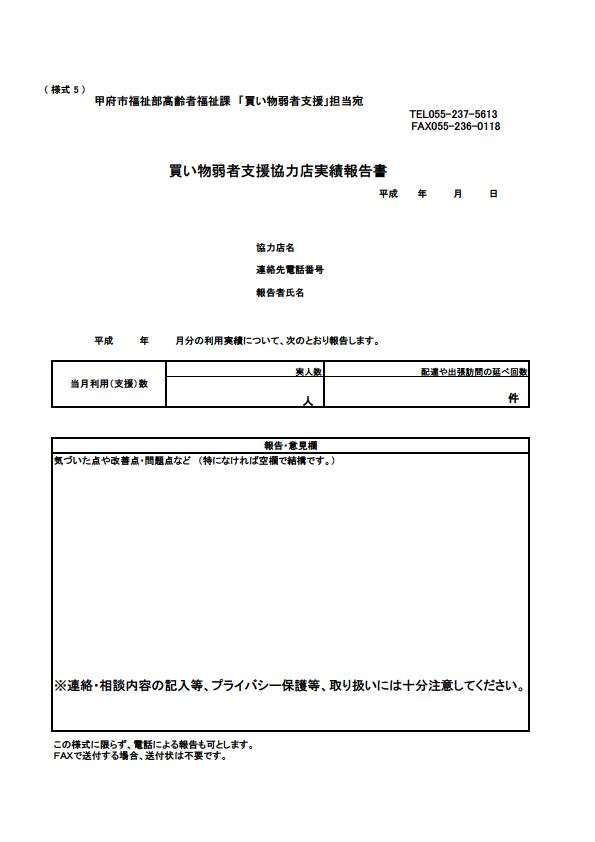 （様式５）
甲府市福祉部高齢者福祉課　「買い物弱者支援」担当宛
TEL055-237-5613
FAX055-236-0118
買い物弱者支援協力店実績報告書
平成　　年　　月　　日
協力店名
連絡先電話番号
報告者氏名
平成　　年　　月分の利用実績について、次のとおり報告します。
当月利用（支援）数
実人数
配達や出張訪問の延べ回数
人
件
報告・意見欄
気づいた点や改善点・問題点など　（特になければ空欄で結構です。）
※連絡・相談内容の記入等、プライバシー保護等、取り扱いには十分注意してください。
この様式に限らず、電話による報告も可とします。
FAXで送付する場合、送付状は不要です。